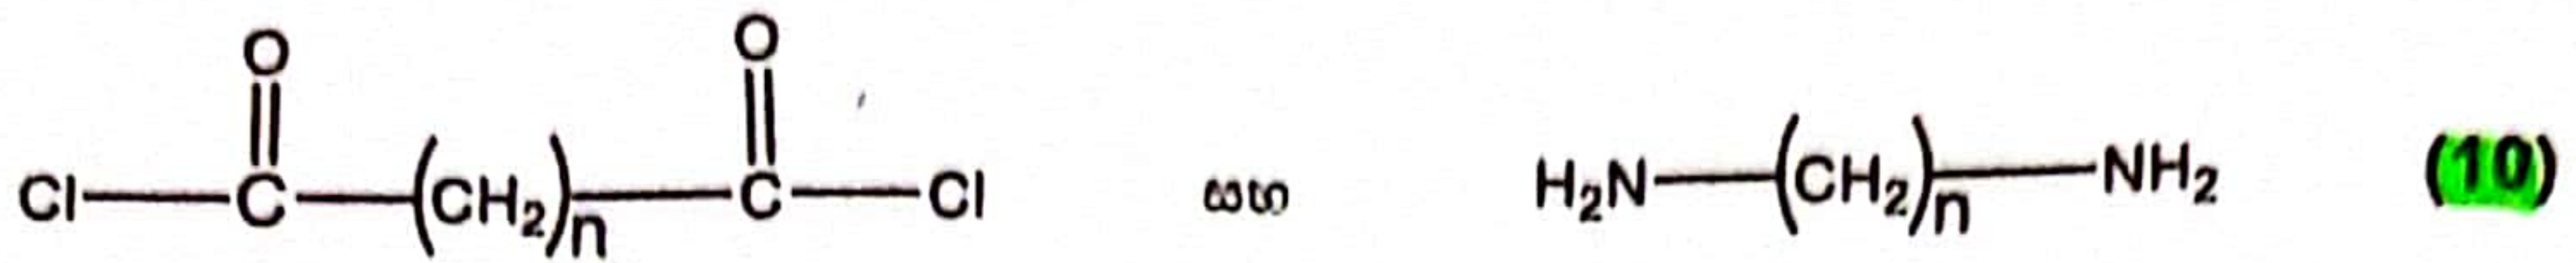 O O
Cl—C—(CH₂)n—C—Cl සහ H₂N—(CH₂)n—NH₂ (10)